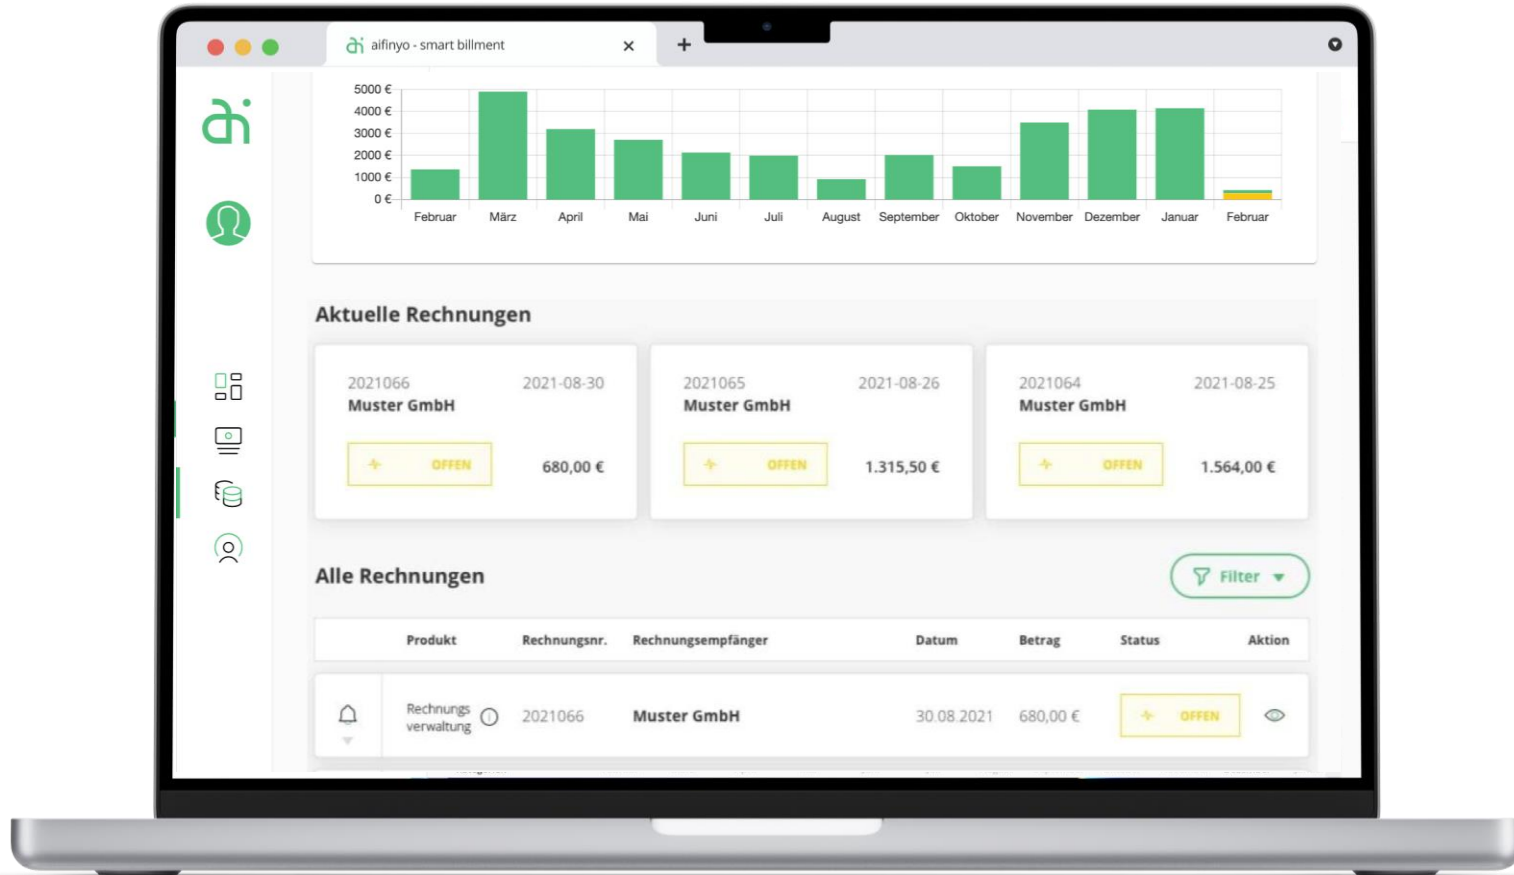 aifinyo - smart billment
ai
5000 €
4000 €
3000 €
2000 €
1000 €
0 €
Februar März April Mai Juni Juli August September Oktober November Dezember Januar Februar
Aktuelle Rechnungen
2021066 2021-08-30
Muster GmbH
OFFEN 680,00 €
2021065 2021-08-26
Muster GmbH
OFFEN 1.315,50 €
2021064 2021-08-25
Muster GmbH
OFFEN 1.564,00 €
Alle Rechnungen
Filter
Produkt Rechnungsnr. Rechnungsempfänger Datum Betrag Status Aktion
Rechnungs
verwaltung
2021066 Muster GmbH 30.08.2021 680,00 € OFFEN